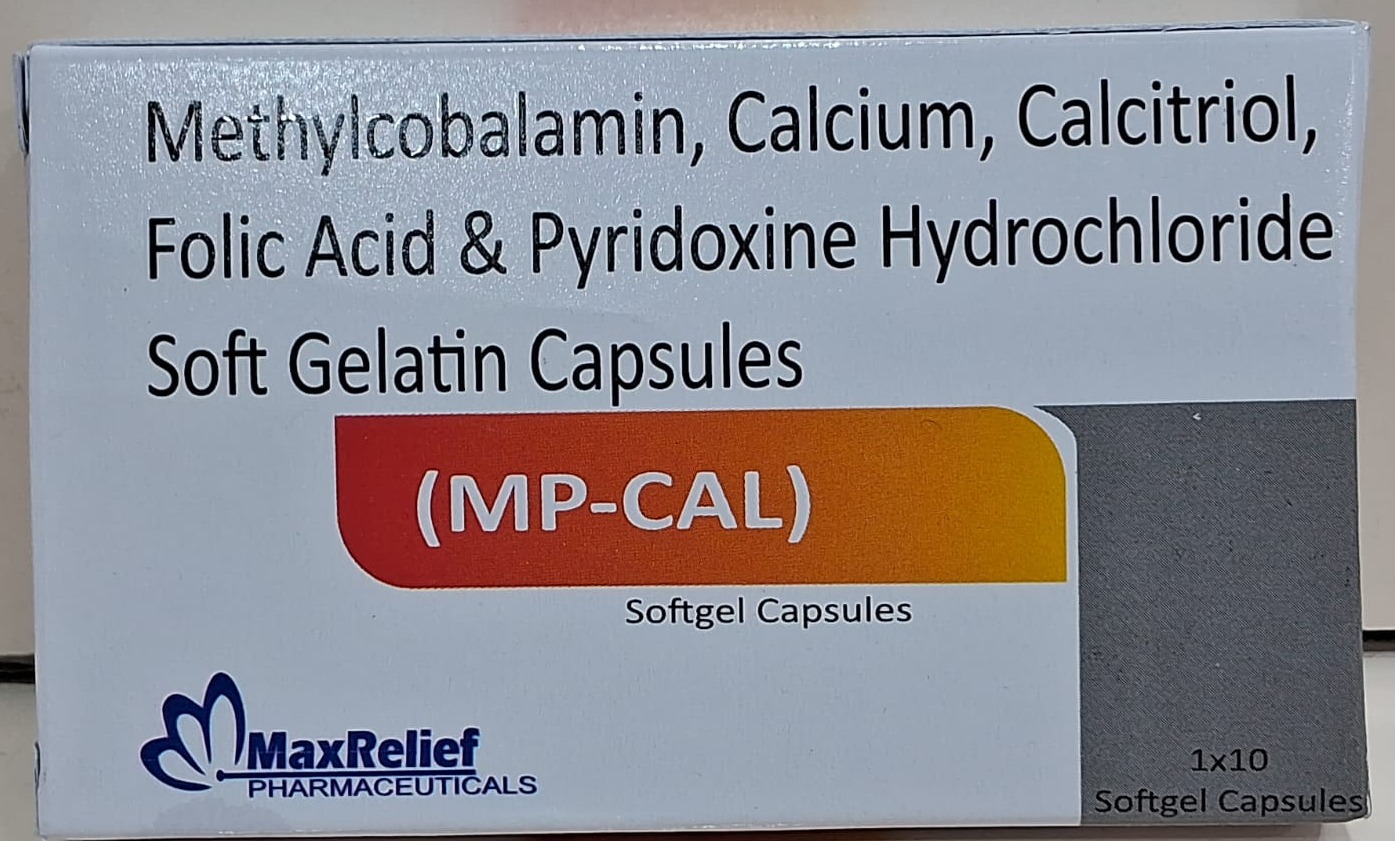 Methylcobalamin, Calcium, Calcitriol,
Folic Acid & Pyridoxine Hydrochloride
Soft Gelatin Capsules
(MP-CAL)
Softgel Capsules
MaxRelief
PHARMACEUTICALS
1x10
Softgel Capsules